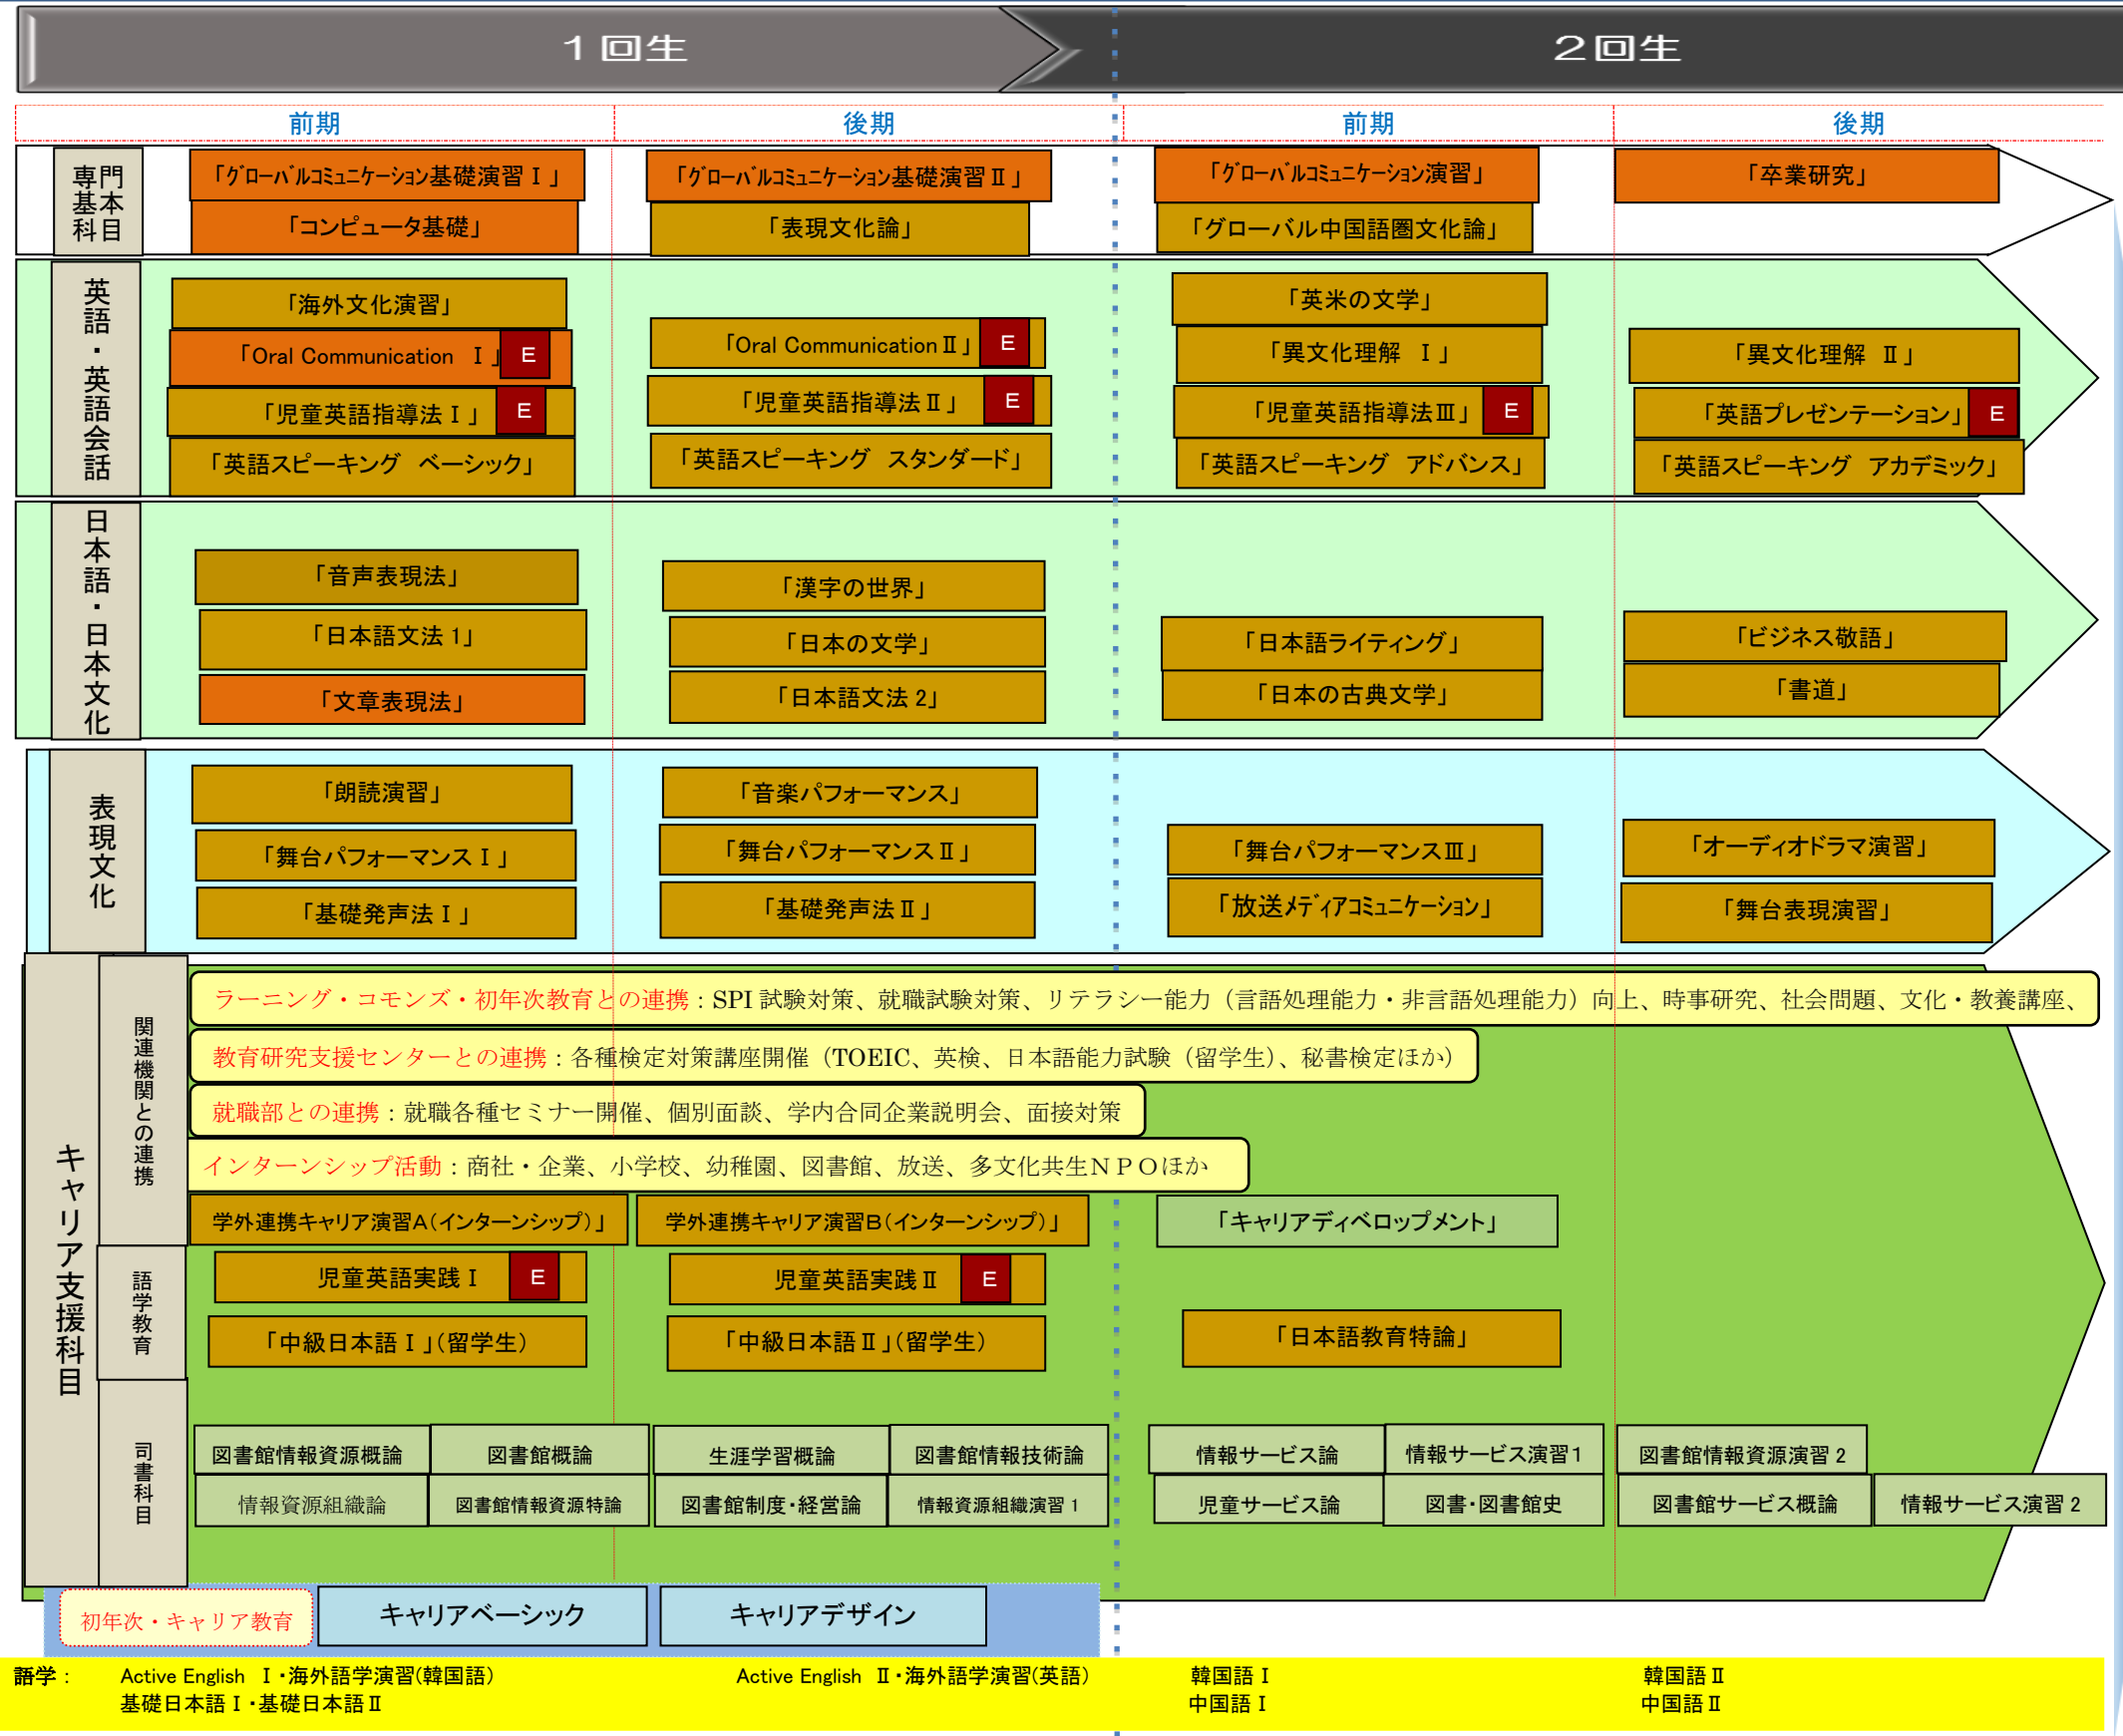 1回生
2回生
前期
後期
前期
後期
専門
基本
科目
「グローバルコミュニケーション基礎演習Ⅰ」
「グローバルコミュニケーション基礎演習Ⅱ」
「グローバルコミュニケーション演習」
「卒業研究」
「コンピュータ基礎」
「表現文化論」
「グローバル中国語圏文化論」
英語・英語会話
「海外文化演習」
「Oral Communication Ⅰ」 E
「児童英語指導法Ⅰ」 E
「英語スピーキング ベーシック」
「Oral CommunicationⅡ」 E
「児童英語指導法Ⅱ」 E
「英語スピーキング スタンダード」
「英米の文学」
「異文化理解 Ⅰ」
「児童英語指導法Ⅲ」 E
「英語スピーキング アドバンス」
「異文化理解 Ⅱ」
「英語プレゼンテーション」 E
「英語スピーキング アカデミック」
日本語・日本文化
「音声表現法」
「日本語文法1」
「文章表現法」
「漢字の世界」
「日本の文学」
「日本語文法2」
「日本語ライティング」
「日本の古典文学」
「ビジネス敬語」
「書道」
表現文化
「朗読演習」
「舞台パフォーマンスⅠ」
「基礎発声法Ⅰ」
「音楽パフォーマンス」
「舞台パフォーマンスⅡ」
「基礎発声法Ⅱ」
「舞台パフォーマンスⅢ」
「放送メディアコミュニケーション」
「オーディオドラマ演習」
「舞台表現演習」
キャリア支援科目
関連機関との連携
ラーニング・コモンズ・初年次教育との連携：SPI 試験対策、就職試験対策、リテラシー能力（言語処理能力・非言語処理能力）向上、時事研究、社会問題、文化・教養講座、
教育研究支援センターとの連携：各種検定対策講座開催（TOEIC、英検、日本語能力試験（留学生）、秘書検定ほか）
就職部との連携：就職各種セミナー開催、個別面談、学内合同企業説明会、面接対策
インターンシップ活動：商社・企業、小学校、幼稚園、図書館、放送、多文化共生ＮＰＯほか
学外連携キャリア演習A（インターンシップ）」
学外連携キャリア演習B（インターンシップ）」
「キャリアディベロップメント」
語学教育
児童英語実践Ⅰ E
児童英語実践Ⅱ E
「中級日本語Ⅰ」（留学生）
「中級日本語Ⅱ」（留学生）
「日本語教育特論」
司書科目
図書館情報資源概論
図書館概論
生涯学習概論
図書館情報技術論
情報サービス論
情報サービス演習1
図書館情報資源演習2
情報資源組織論
図書館情報資源特論
図書館制度・経営論
情報資源組織演習1
児童サービス論
図書・図書館史
図書館サービス概論
情報サービス演習2
初年次・キャリア教育
キャリアベーシック
キャリアデザイン
語学： Active English Ⅰ・海外語学演習(韓国語) Active English Ⅱ・海外語学演習(英語) 韓国語Ⅰ 韓国語Ⅱ
基礎日本語Ⅰ・基礎日本語Ⅱ 中国語Ⅰ 中国語Ⅱ